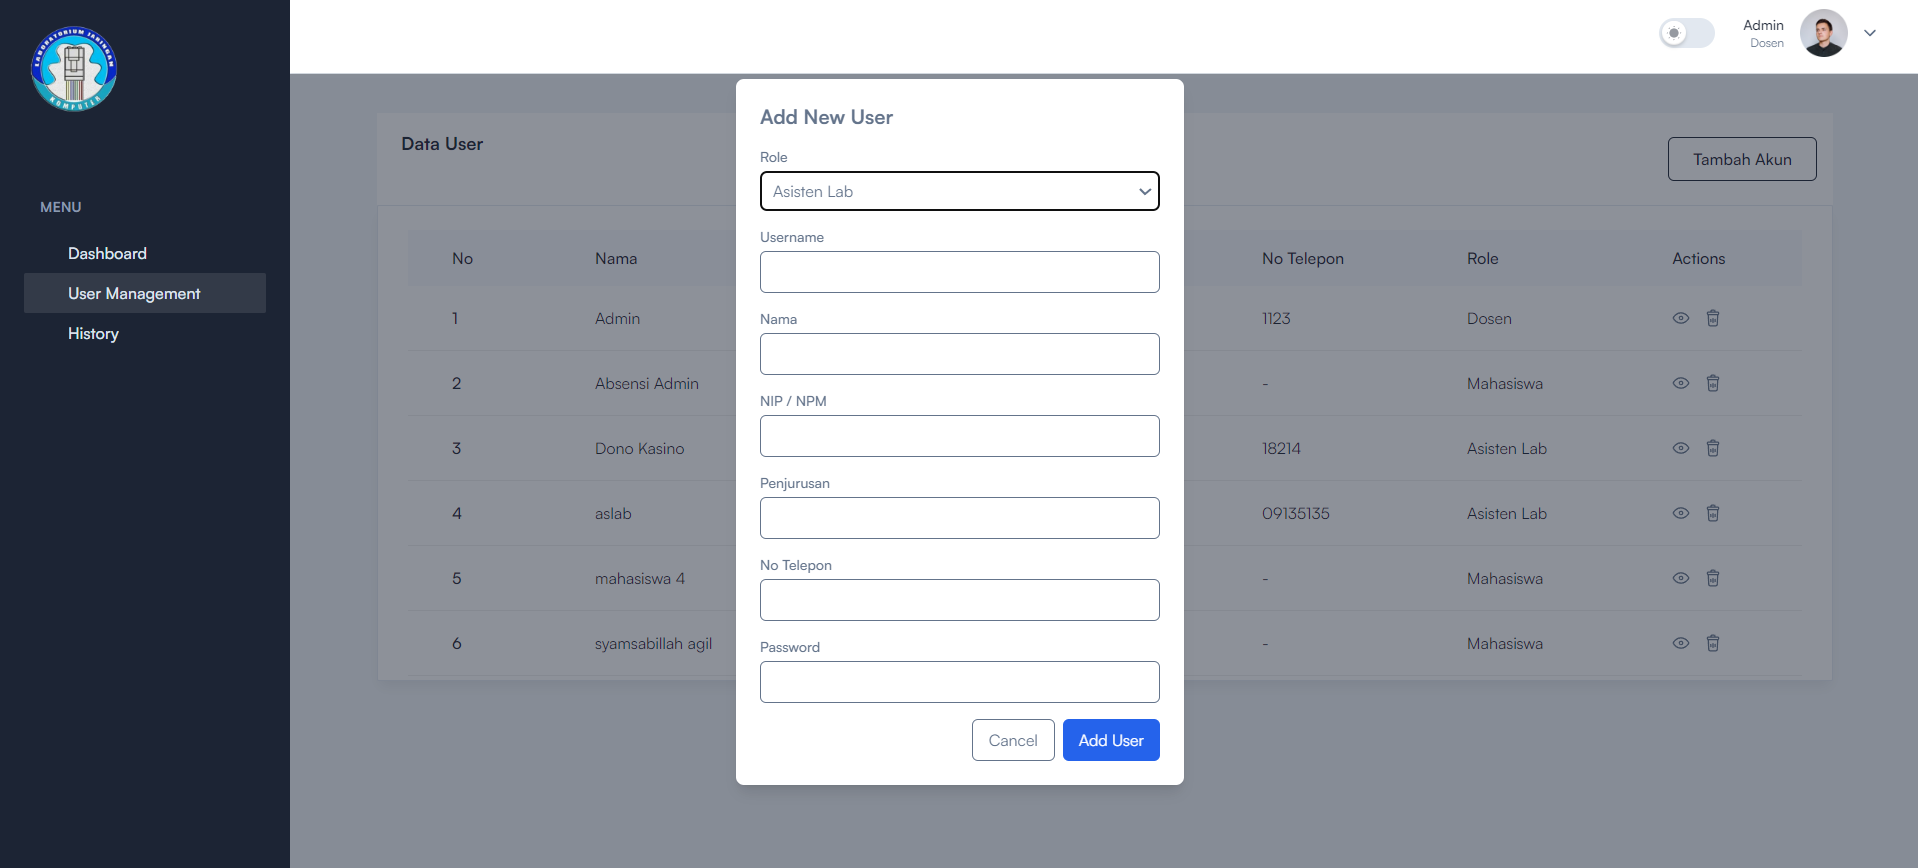 LABORATORIUM JARINGAN
KOMPUTER
MENU
Dashboard
User Management
History
Admin
Dosen
Data User
Tambah Akun
No Nama No Telepon Role Actions
1 Admin 1123 Dosen
2 Absensi Admin - Mahasiswa
3 Dono Kasino 18214 Asisten Lab
4 aslab 09135135 Asisten Lab
5 mahasiswa 4 - Mahasiswa
6 syamsabillah agil - Mahasiswa
Add New User
Role
Asisten Lab
Username
Nama
NIP / NPM
Penjurusan
No Telepon
Password
Cancel Add User